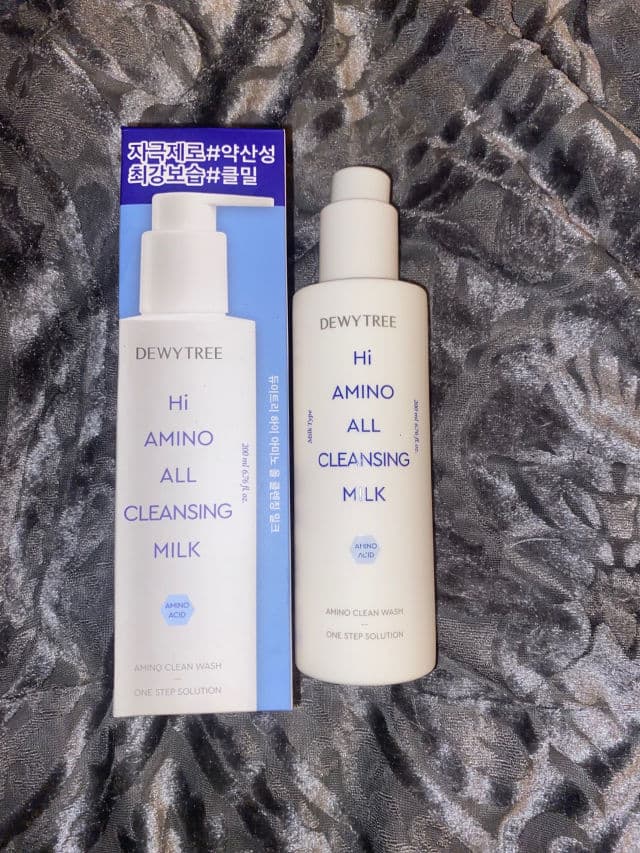 자극제로#약산성
최강보습#클밀
DEWYTREE
Hi
AMINO
ALL
CLEANSING
MILK
200 ml 6.76 fl. oz.
AMINO
ACID
AMINO CLEAN WASH
ONE STEP SOLUTION
듀이트리 하이 아미노 올 클렌징 밀크
DEWYTREE
Hi
AMINO
ALL
CLEANSING
MILK
Milk Type
200 ml 6.76 fl. oz.
AMINO
ACID
AMINO CLEAN WASH
ONE STEP SOLUTION